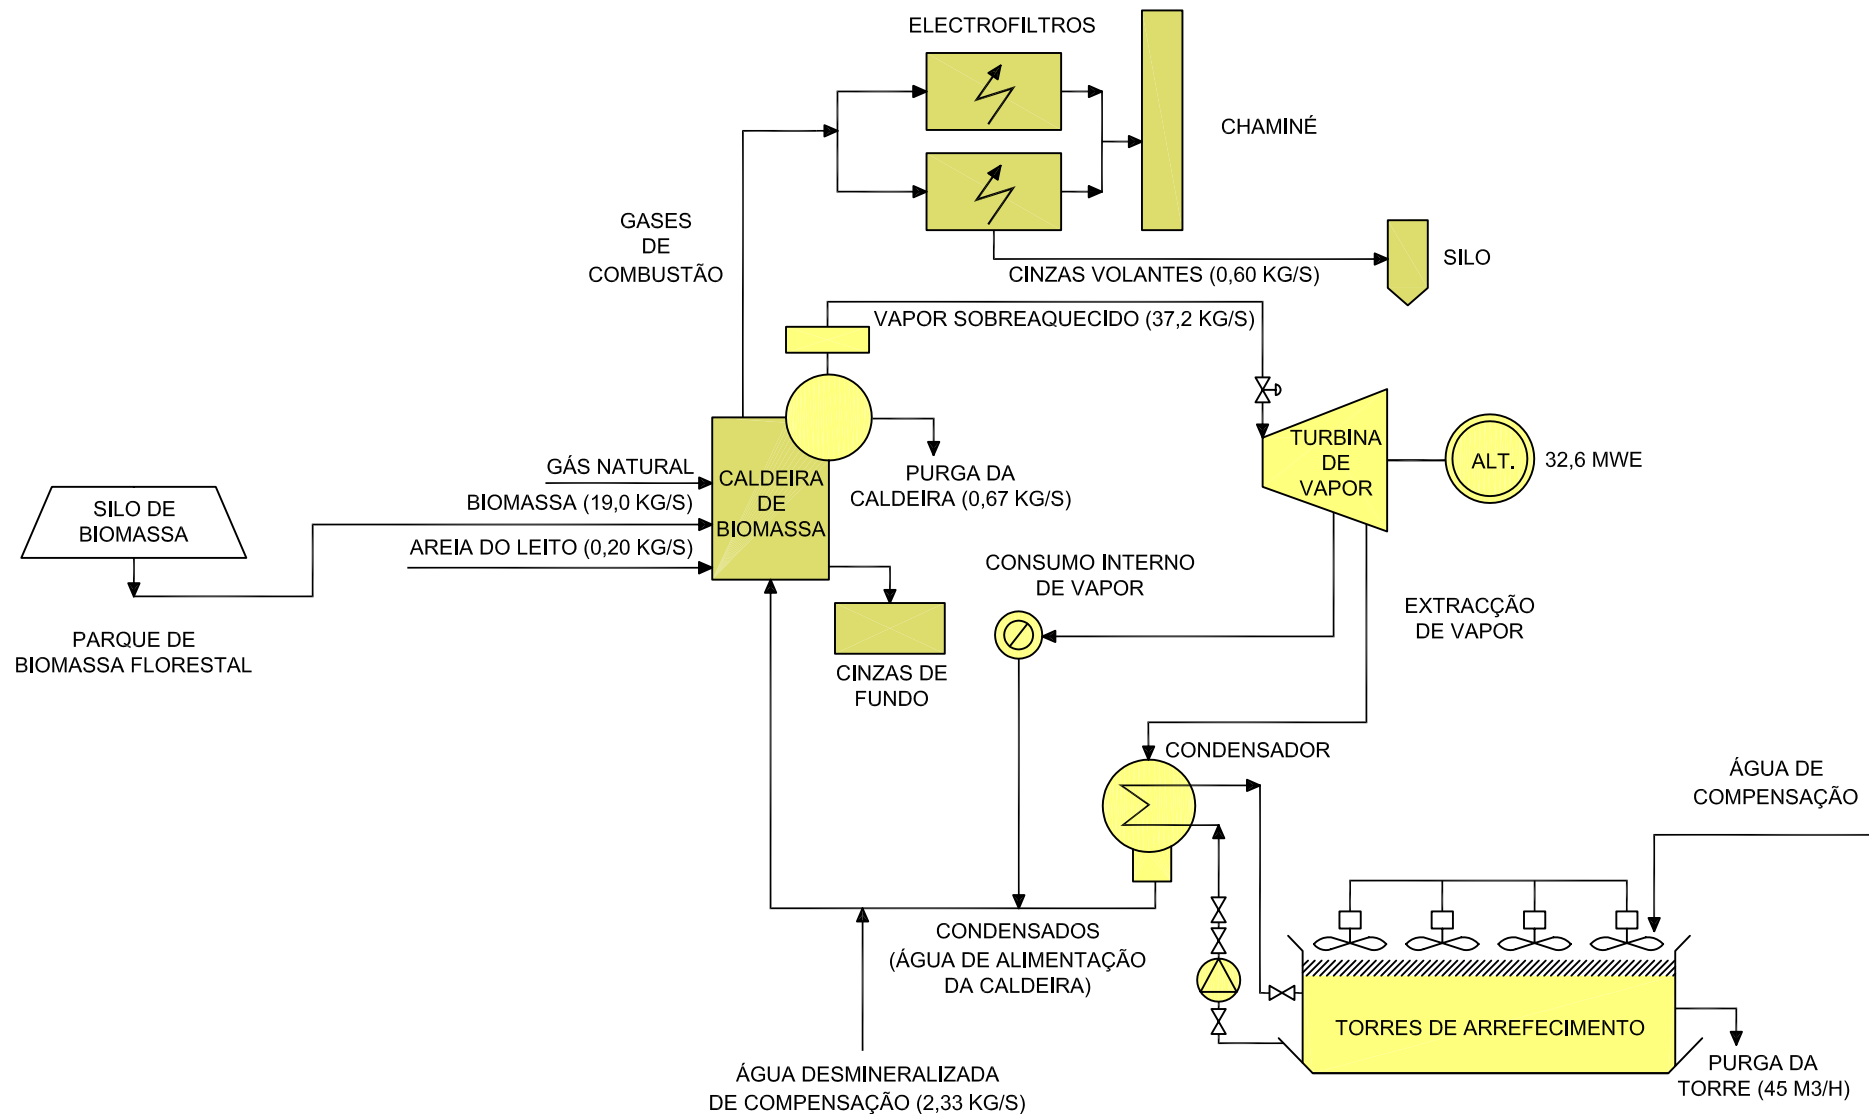 ELECTROFILTROS
CHAMINÉ
GASES
DE
COMBUSTÃO
SILO
CINZAS VOLANTES (0,60 KG/S)
VAPOR SOBREAQUECIDO (37,2 KG/S)
TURBINA
DE
VAPOR
ALT.
32,6 MWE
GÁS NATURAL
BIOMASSA (19,0 KG/S)
AREIA DO LEITO (0,20 KG/S)
CALDEIRA
DE
BIOMASSA
PURGA DA
CALDEIRA (0,67 KG/S)
SILO DE
BIOMASSA
PARQUE DE
BIOMASSA FLORESTAL
CINZAS DE
FUNDO
CONSUMO INTERNO
DE VAPOR
EXTRACÇÃO
DE VAPOR
CONDENSADOR
ÁGUA DE
COMPENSAÇÃO
CONDENSADOS
(ÁGUA DE ALIMENTAÇÃO
DA CALDEIRA)
TORRES DE ARREFECIMENTO
PURGA DA
TORRE (45 M3/H)
ÁGUA DESMINERALIZADA
DE COMPENSAÇÃO (2,33 KG/S)